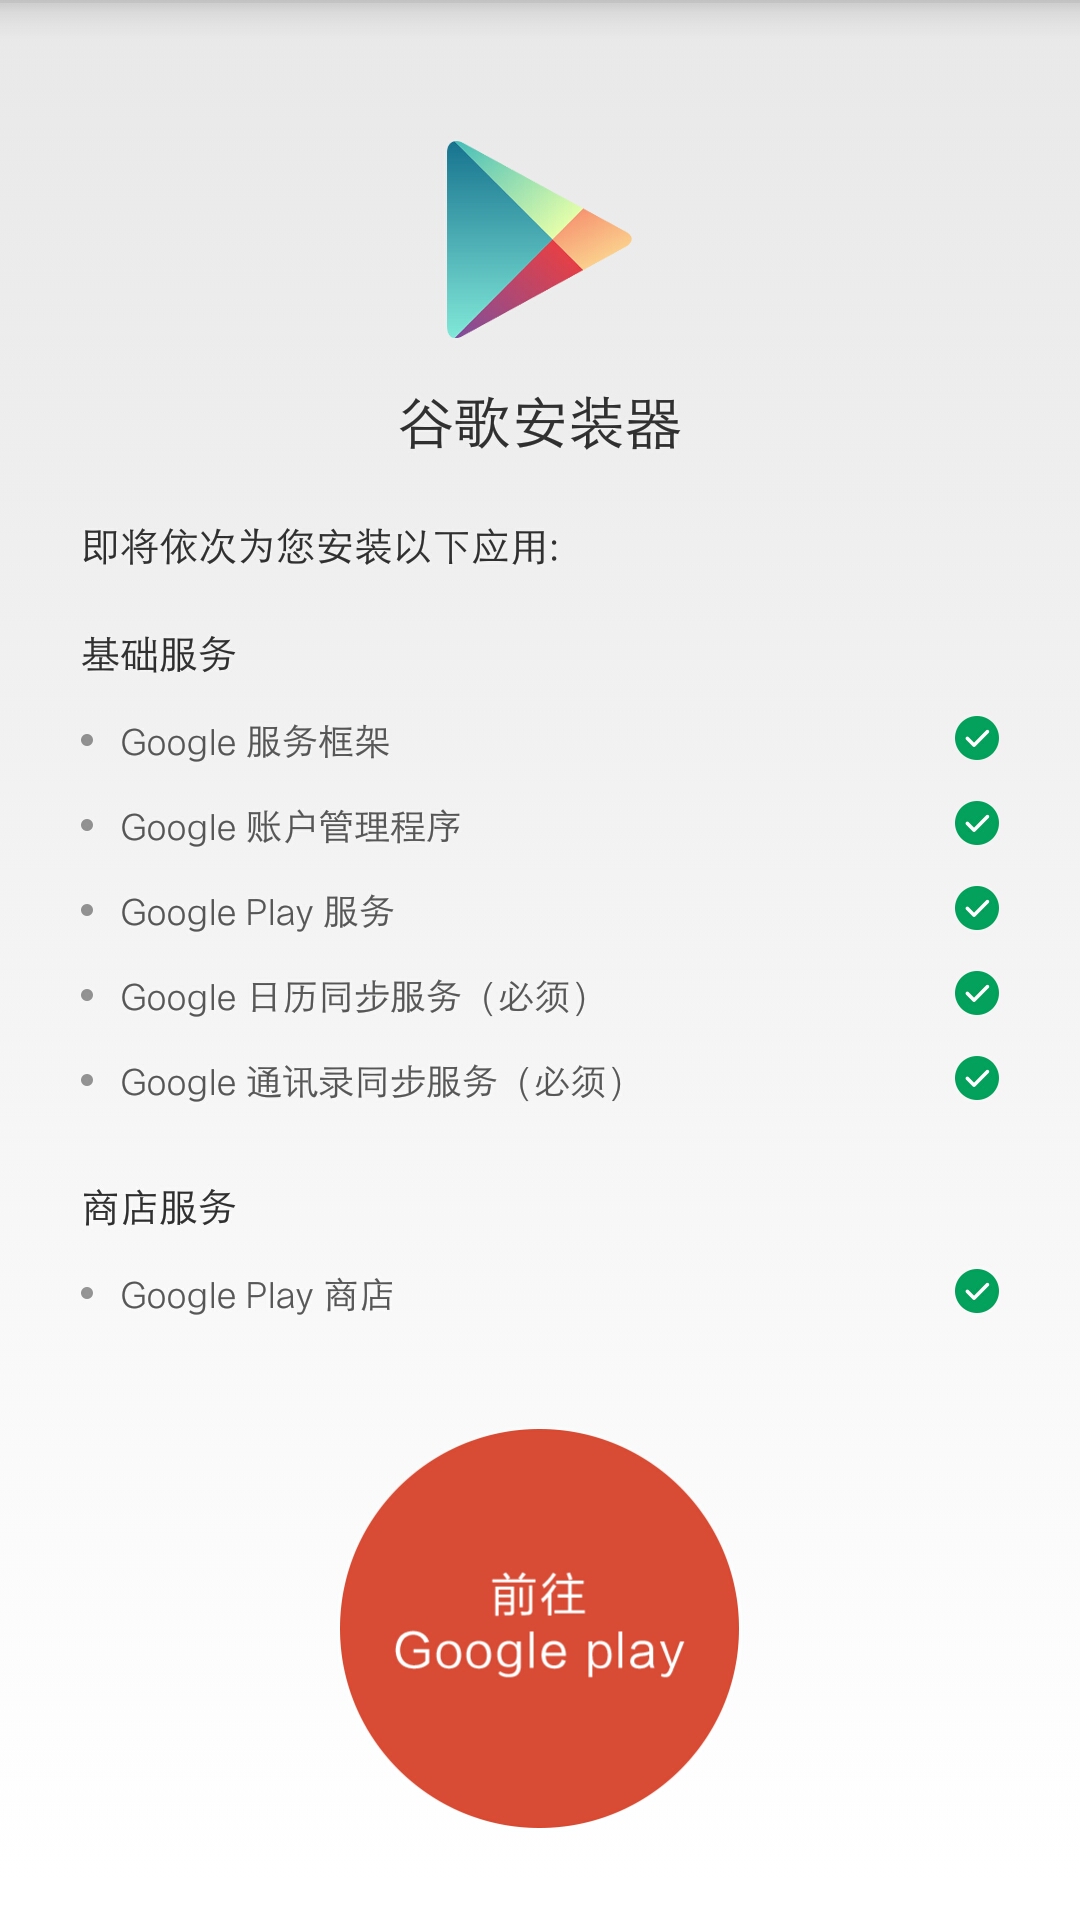 谷歌安装器
即将依次为您安装以下应用:
基础服务
• Google 服务框架
• Google 账户管理程序
• Google Play 服务
• Google 日历同步服务（必须）
• Google 通讯录同步服务（必须）
商店服务
• Google Play 商店
前往
Google play